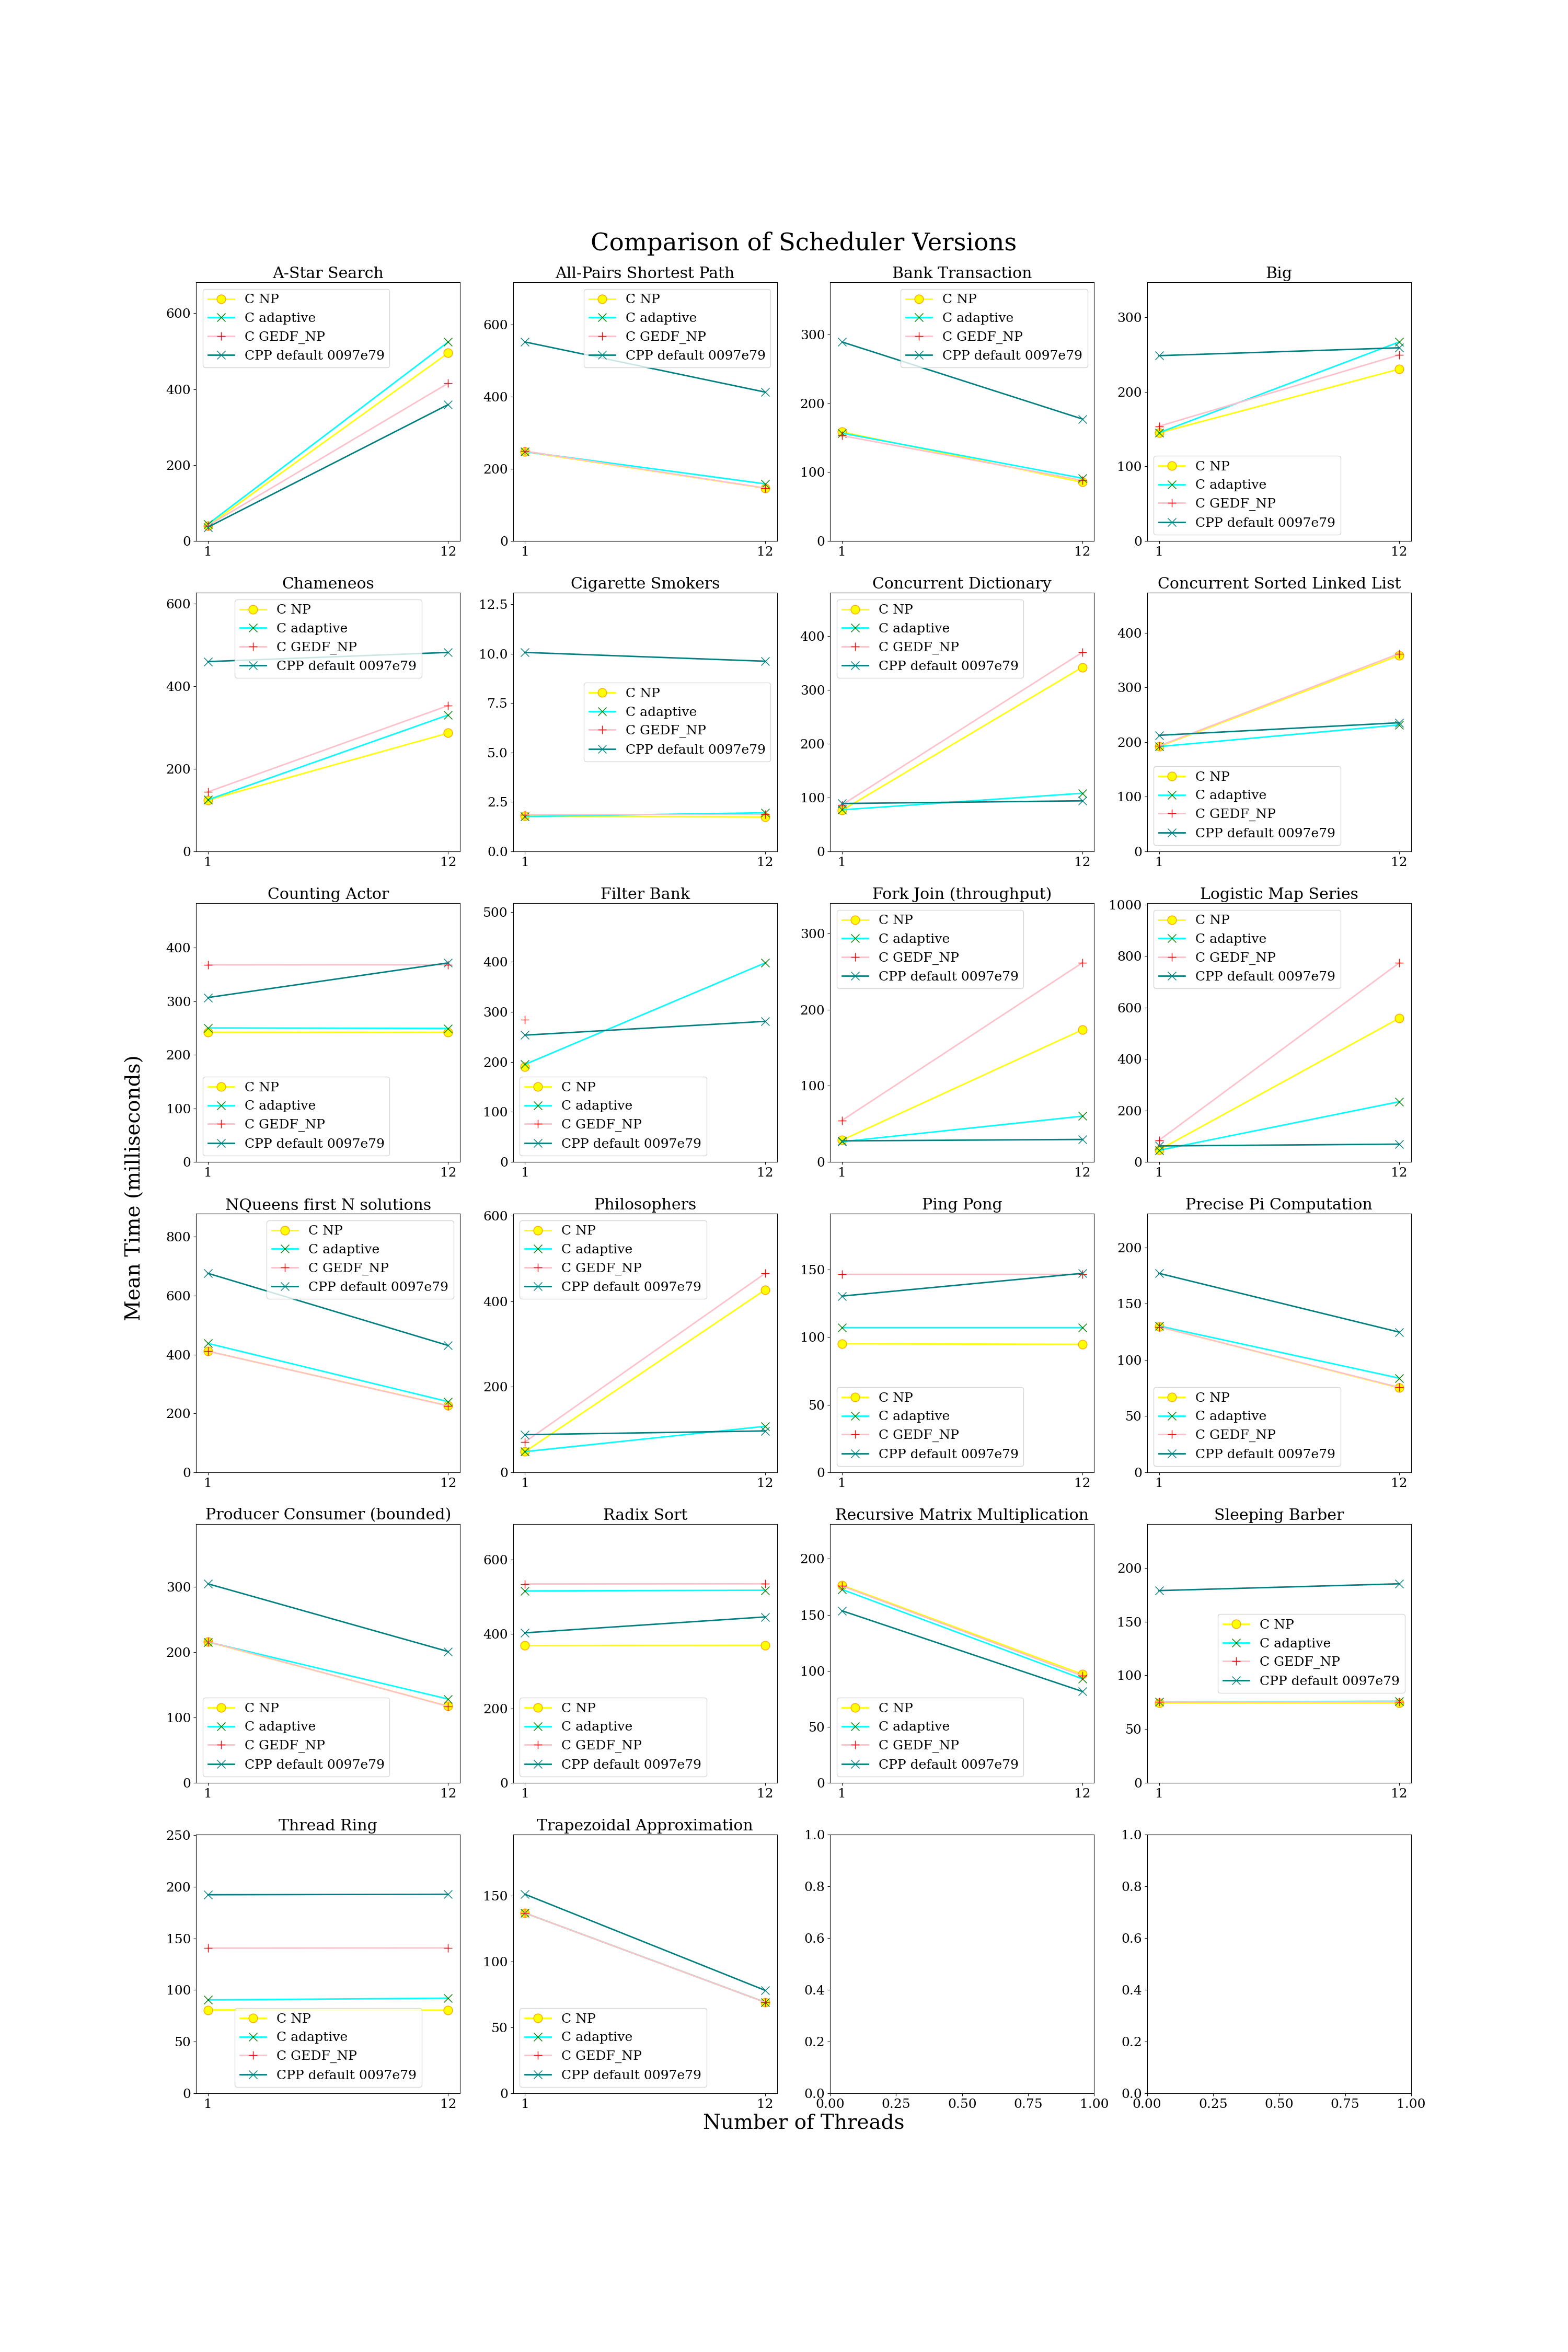 Comparison of Scheduler Versions
A-Star Search
600
400
200
0
1
12
C NP
C adaptive
C GEDF_NP
CPP default 0097e79
All-Pairs Shortest Path
600
400
200
0
1
12
C NP
C adaptive
C GEDF_NP
CPP default 0097e79
Bank Transaction
300
200
100
0
1
12
C NP
C adaptive
C GEDF_NP
CPP default 0097e79
Big
300
200
100
0
1
12
C NP
C adaptive
C GEDF_NP
CPP default 0097e79
Chameneos
600
400
200
0
1
12
C NP
C adaptive
C GEDF_NP
CPP default 0097e79
Cigarette Smokers
12.5
10.0
7.5
5.0
2.5
0.0
1
12
C NP
C adaptive
C GEDF_NP
CPP default 0097e79
Concurrent Dictionary
400
300
200
100
0
1
12
C NP
C adaptive
C GEDF_NP
CPP default 0097e79
Concurrent Sorted Linked List
400
300
200
100
0
1
12
C NP
C adaptive
C GEDF_NP
CPP default 0097e79
Mean Time (milliseconds)
Counting Actor
400
300
200
100
0
1
12
C NP
C adaptive
C GEDF_NP
CPP default 0097e79
Filter Bank
500
400
300
200
100
0
1
12
C NP
C adaptive
C GEDF_NP
CPP default 0097e79
Fork Join (throughput)
300
200
100
0
1
12
C NP
C adaptive
C GEDF_NP
CPP default 0097e79
Logistic Map Series
1000
800
600
400
200
0
1
12
C NP
C adaptive
C GEDF_NP
CPP default 0097e79
NQueens first N solutions
800
600
400
200
0
1
12
C NP
C adaptive
C GEDF_NP
CPP default 0097e79
Philosophers
600
400
200
0
1
12
C NP
C adaptive
C GEDF_NP
CPP default 0097e79
Ping Pong
150
100
50
0
1
12
C NP
C adaptive
C GEDF_NP
CPP default 0097e79
Precise Pi Computation
200
150
100
50
0
1
12
C NP
C adaptive
C GEDF_NP
CPP default 0097e79
Producer Consumer (bounded)
300
200
100
0
1
12
C NP
C adaptive
C GEDF_NP
CPP default 0097e79
Radix Sort
600
400
200
0
1
12
C NP
C adaptive
C GEDF_NP
CPP default 0097e79
Recursive Matrix Multiplication
200
150
100
50
0
1
12
C NP
C adaptive
C GEDF_NP
CPP default 0097e79
Sleeping Barber
200
150
100
50
0
1
12
C NP
C adaptive
C GEDF_NP
CPP default 0097e79
Thread Ring
250
200
150
100
50
0
1
12
C NP
C adaptive
C GEDF_NP
CPP default 0097e79
Trapezoidal Approximation
150
100
50
0
1
12
C NP
C adaptive
C GEDF_NP
CPP default 0097e79
1.0
0.8
0.6
0.4
0.2
0.0
0.00
0.25
0.50
0.75
1.00
1.0
0.8
0.6
0.4
0.2
0.0
0.00
0.25
0.50
0.75
1.00
Number of Threads